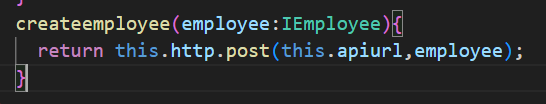 createemployee(employee:IEmployee){
return this.http.post(this.apiurl,employee);
}